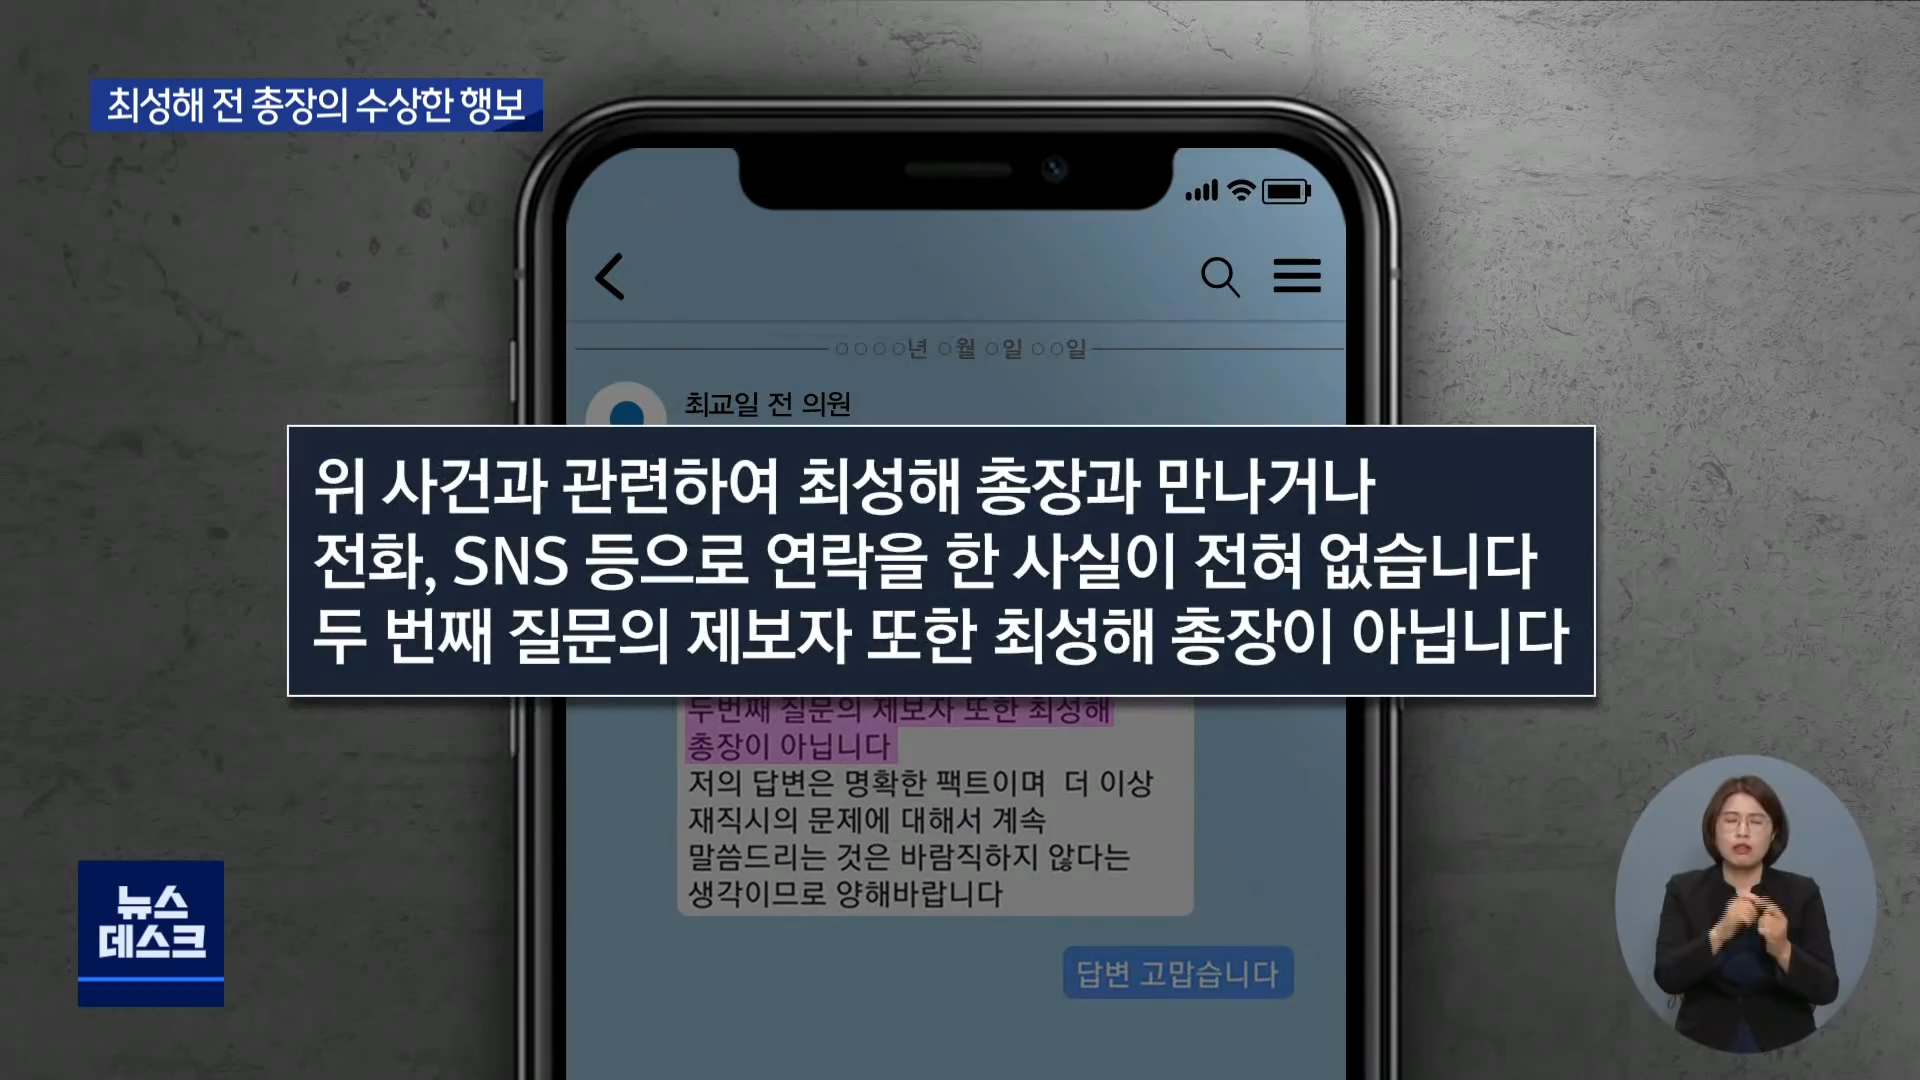 최성해 전 총장의 수상한 행보
○○○○년 ○월 ○일 ○○일
최교일 전 의원
위 사건과 관련하여 최성해 총장과 만나거나
전화, SNS 등으로 연락을 한 사실이 전혀 없습니다
두 번째 질문의 제보자 또한 최성해 총장이 아닙니다
두번째 질문의 제보자 또한 최성해
총장이 아닙니다
저의 답변은 명확한 팩트이며 더 이상
재직시의 문제에 대해서 계속
말씀드리는 것은 바람직하지 않다는
생각이므로 양해바랍니다
답변 고맙습니다
뉴스
데스크